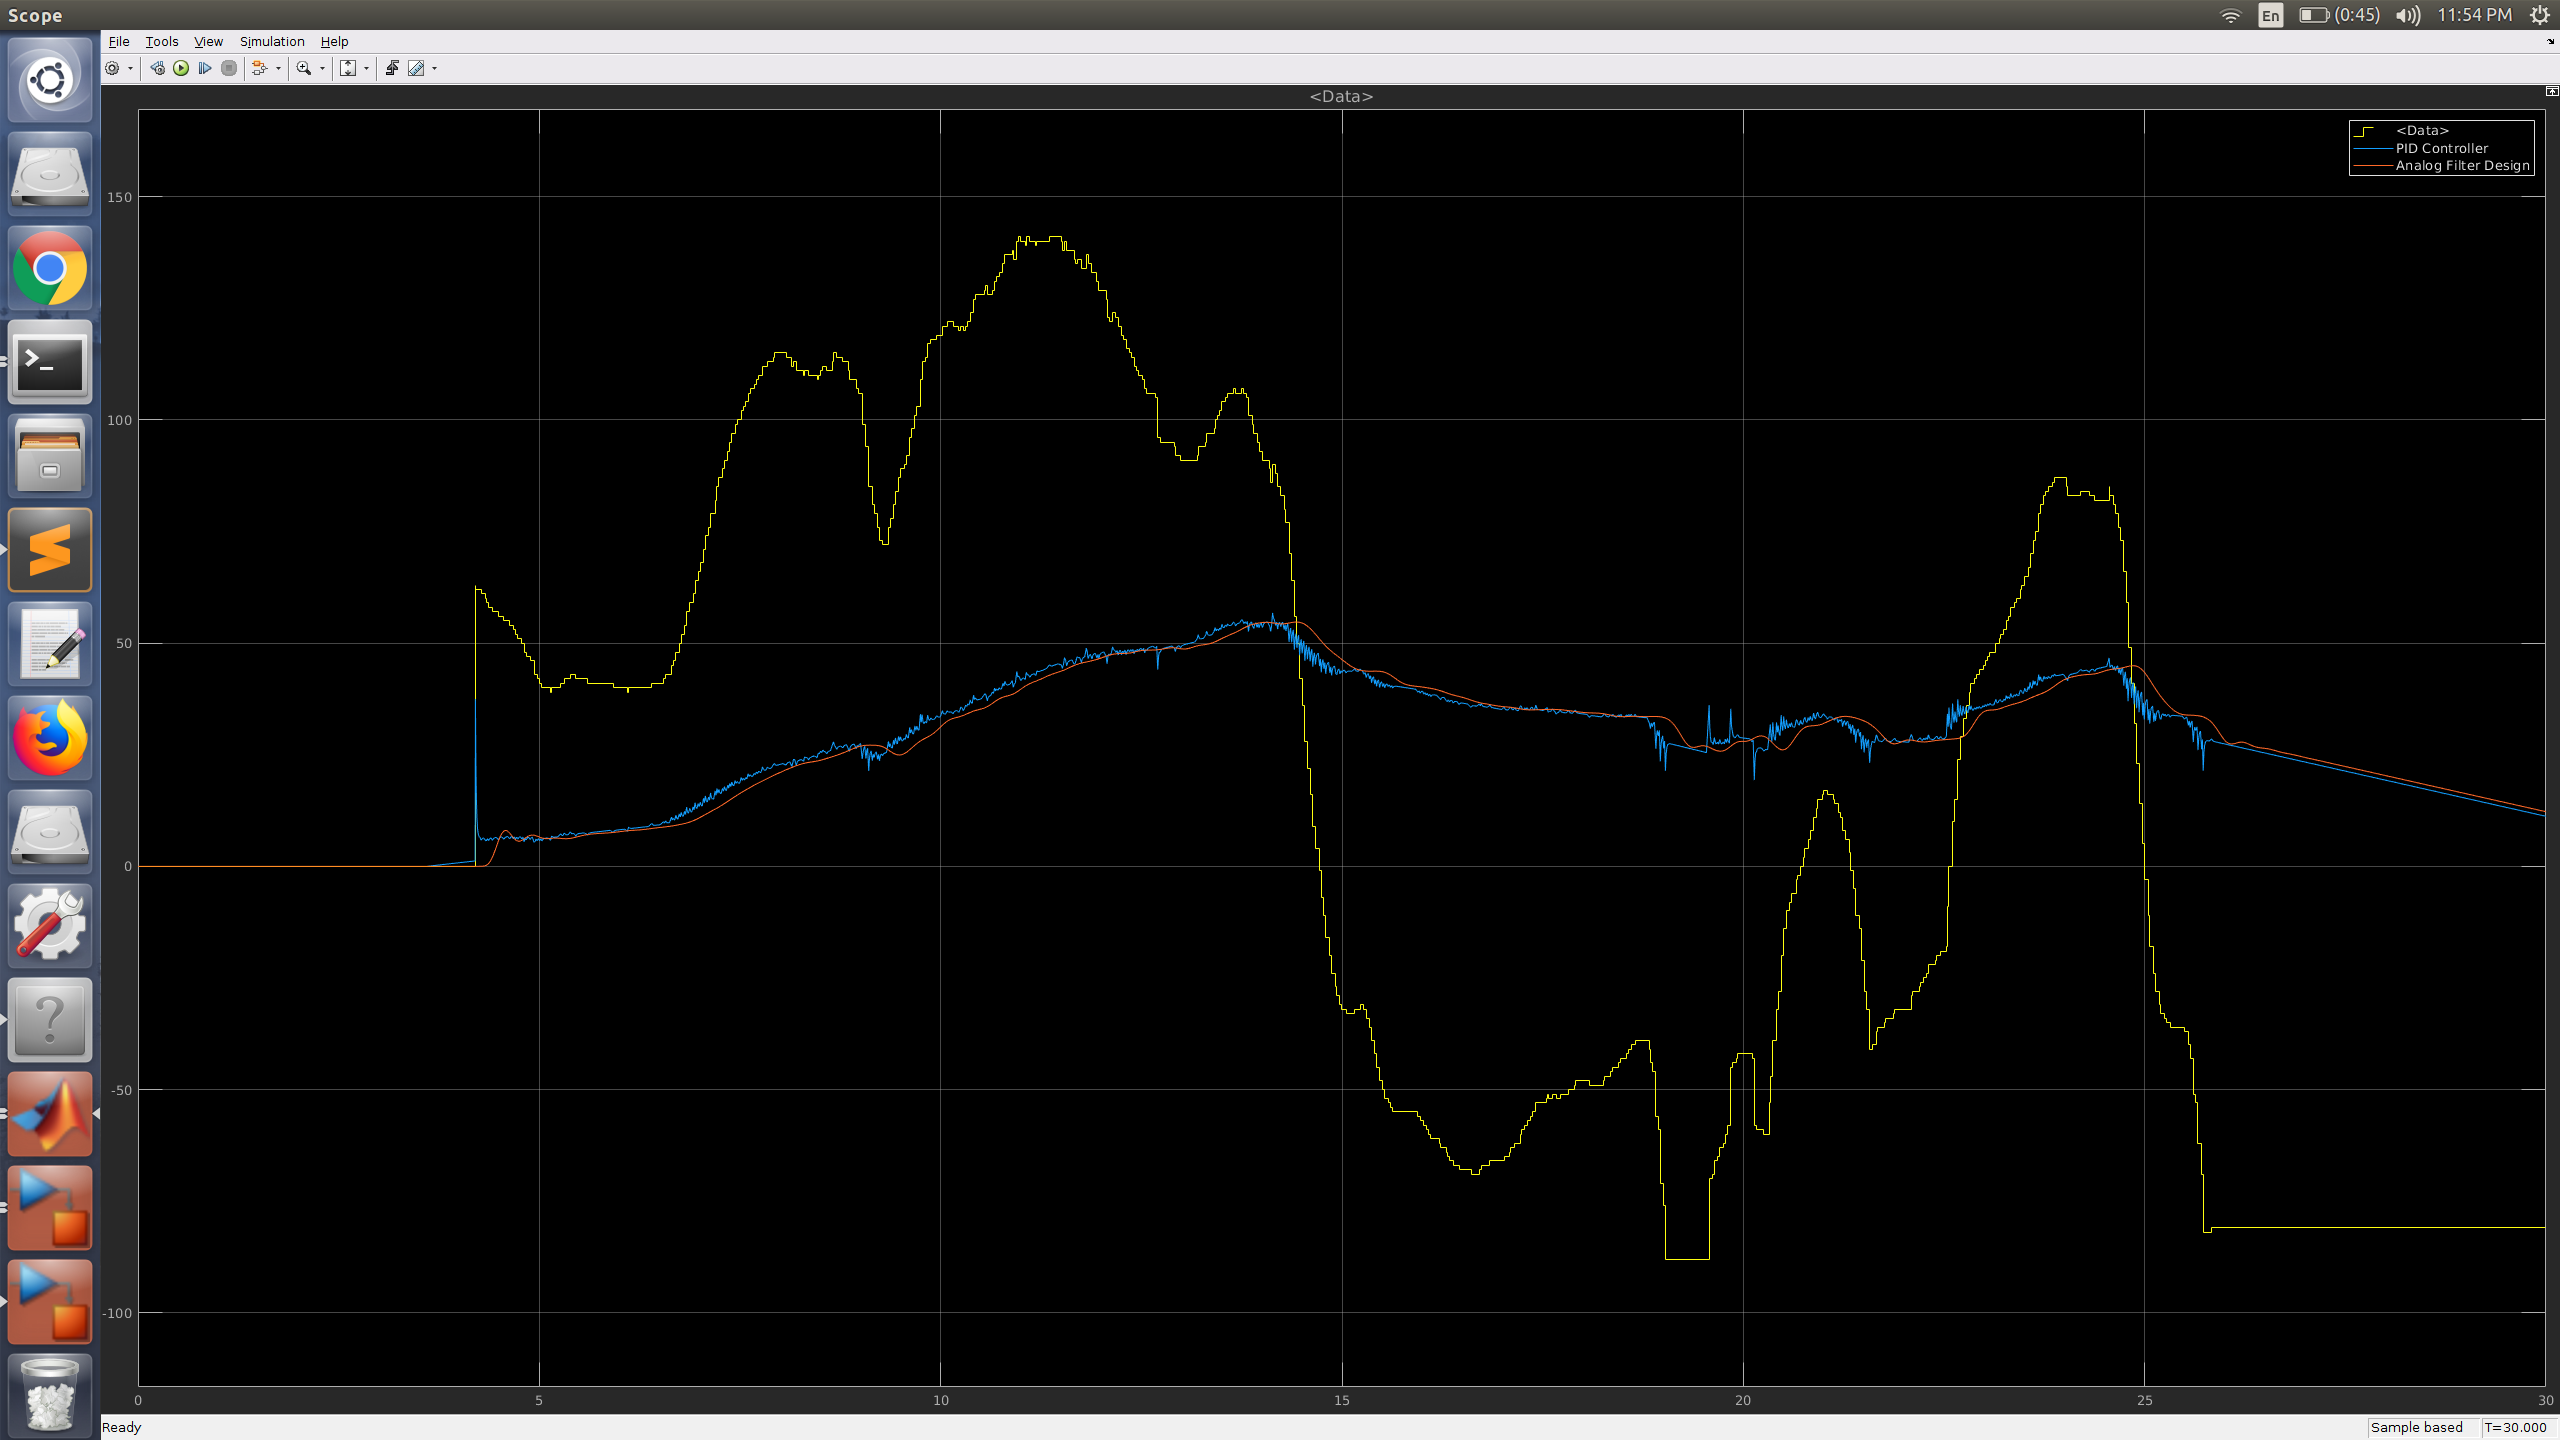 Scope
En (0:45) 11:54 PM
File Tools View Simulation Help
<Data>
<Data>
PID Controller
Analog Filter Design
150
100
50
0
-50
-100
0 5 10 15 20 25 30
Ready Sample based T=30.000